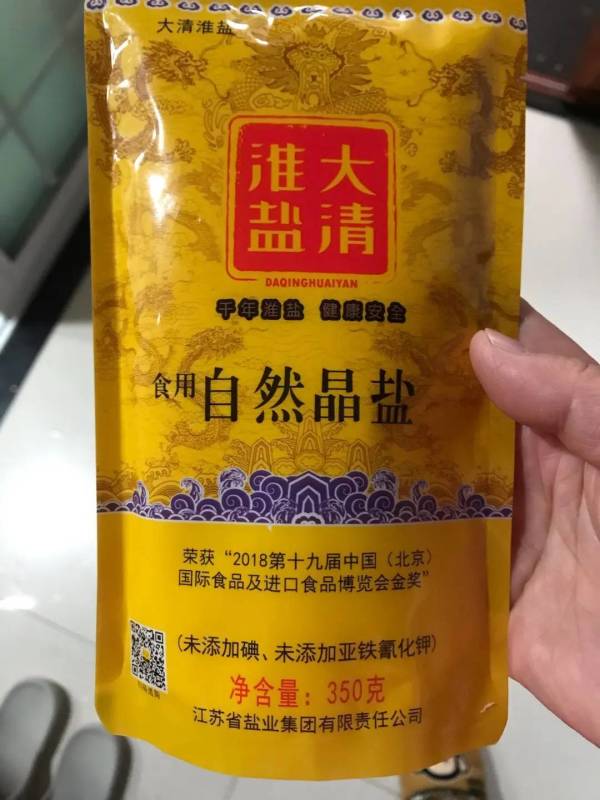 大清淮盐
大清
淮盐
DAQINGHUAIYAN
千年淮盐 健康安全
食用自然晶盐
荣获“2018第十九届中国（北京）
国际食品及进口食品博览会金奖”
(未添加碘、未添加亚铁氰化钾)
净含量：350克
江苏省盐业集团有限责任公司